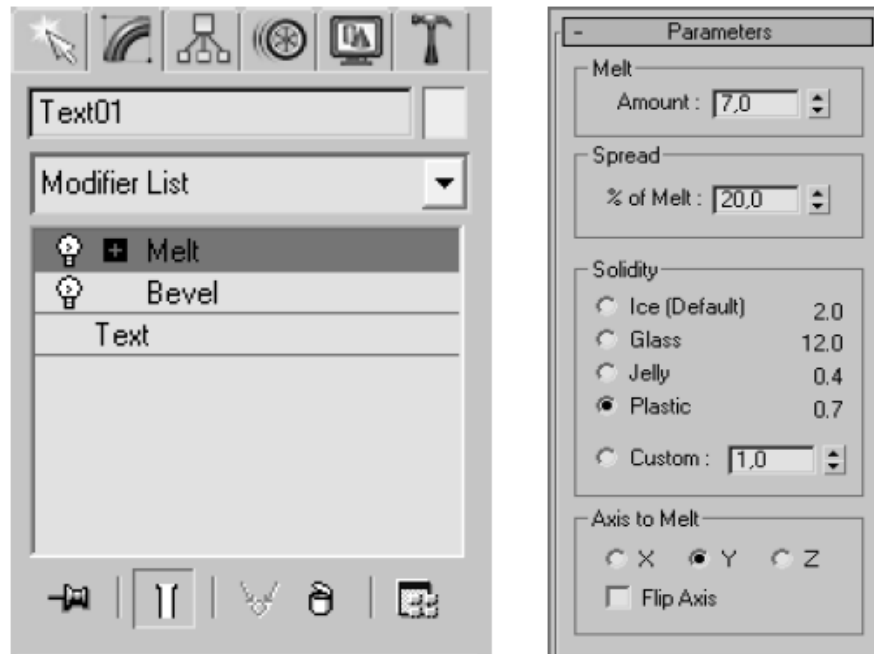 Text01
Modifier List
Melt
Bevel
Text
- Parameters
Melt
Amount : 7,0
Spread
% of Melt : 20,0
Solidity
Ice (Default) 2.0
Glass 12.0
Jelly 0.4
Plastic 0.7
Custom : 1,0
Axis to Melt
X Y Z
Flip Axis